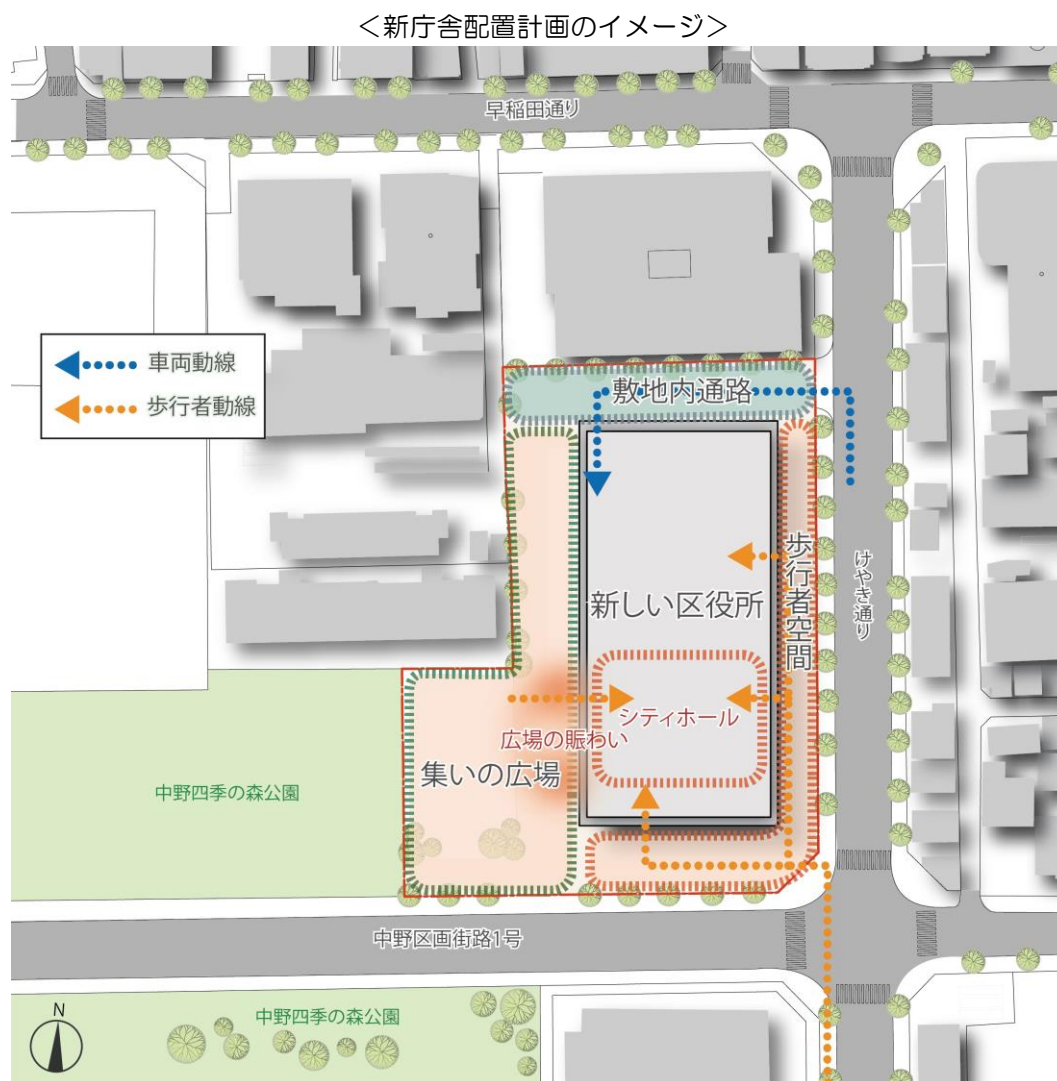 ＜新庁舎配置計画のイメージ＞
早稲田通り
車両動線
歩行者動線
敷地内通路
けやき通り
歩行者空間
新しい区役所
シティホール
広場の賑わい
集いの広場
中野四季の森公園
中野区画街路1号
N
中野四季の森公園